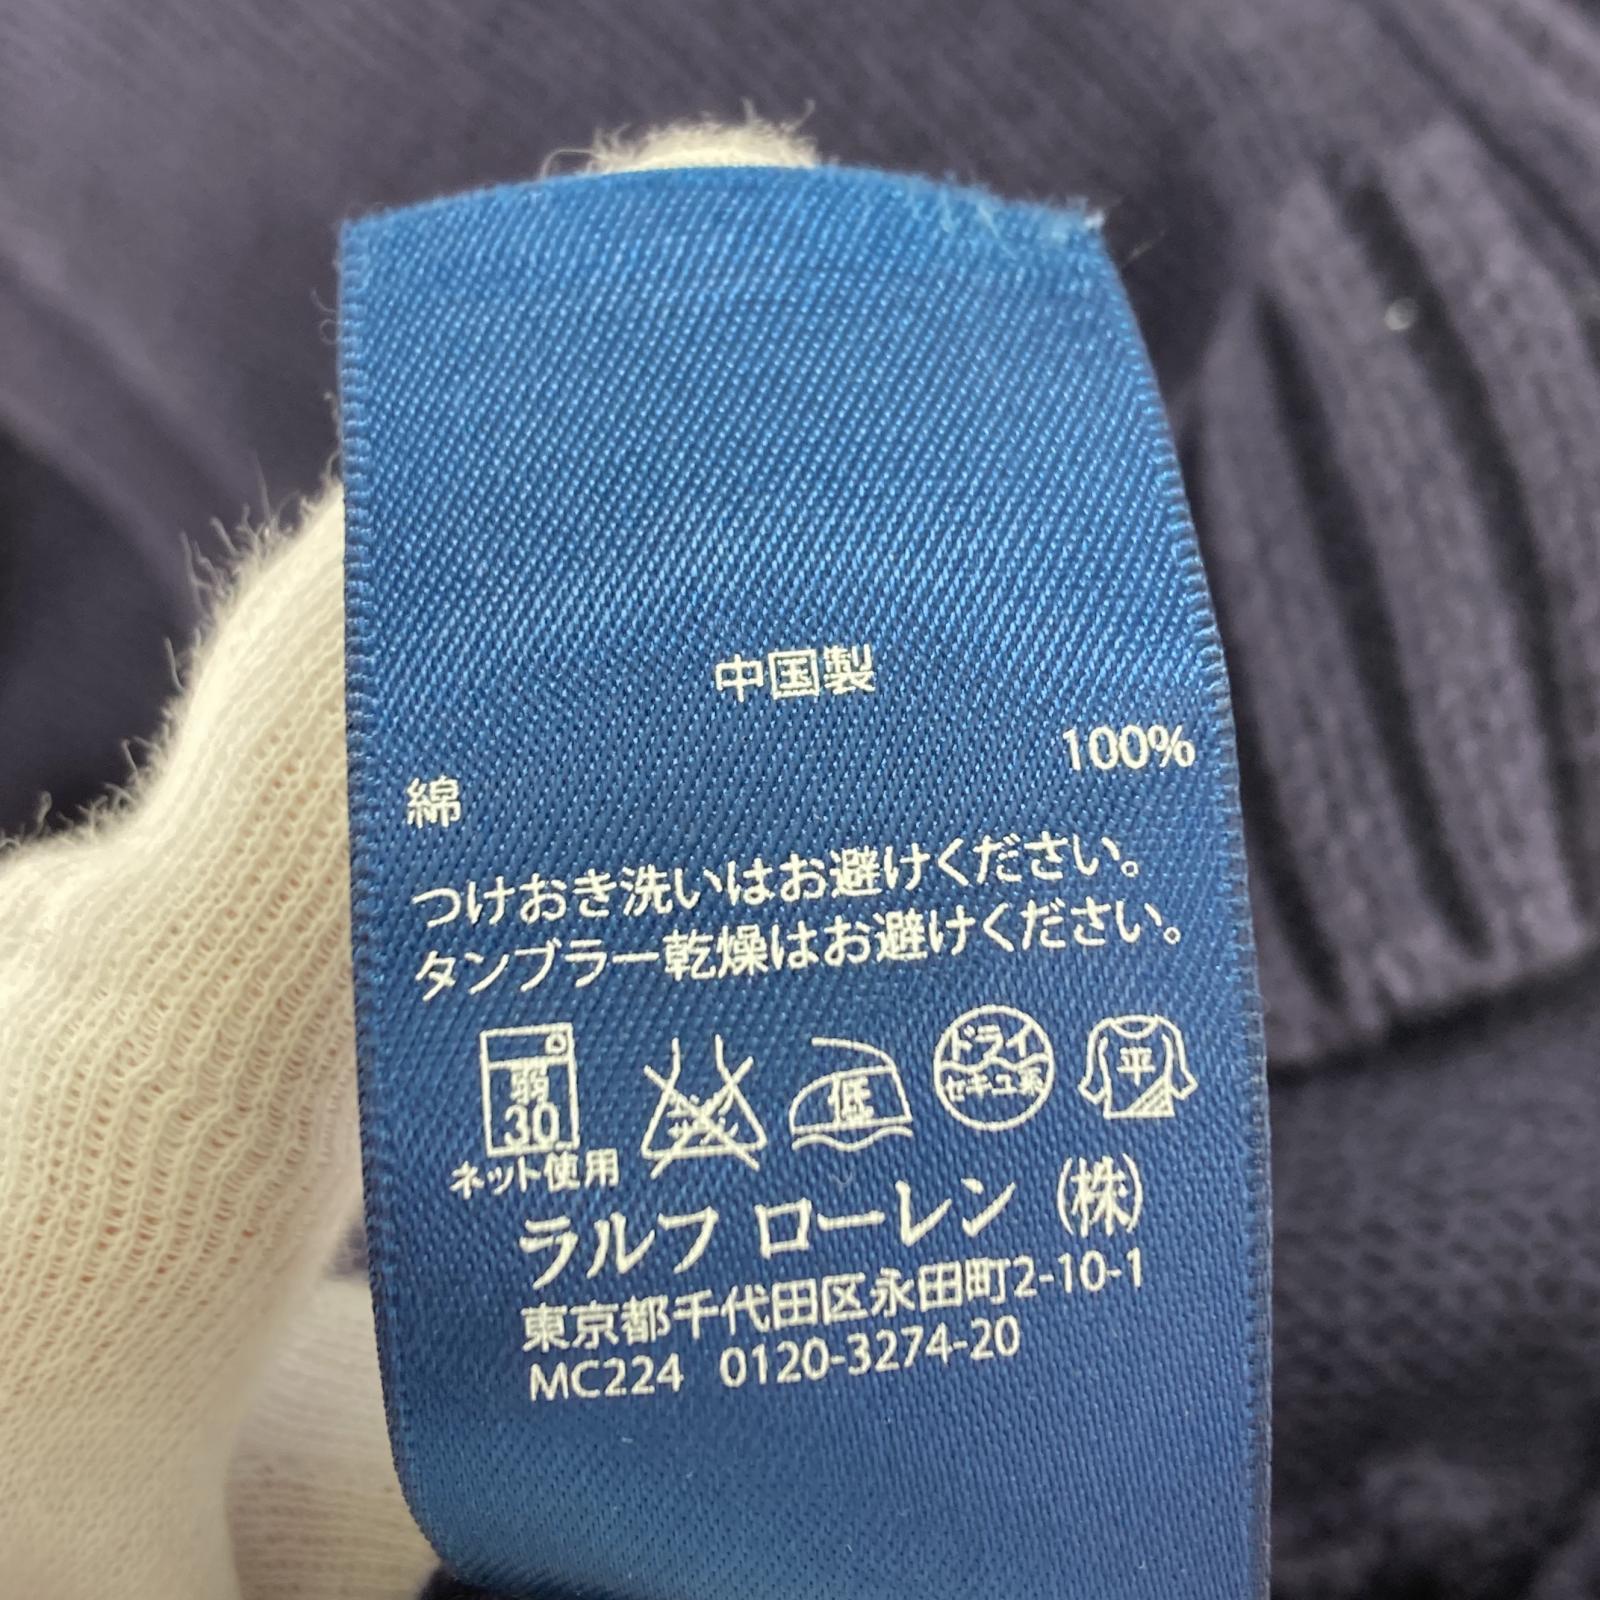 中国製
綿 100%
つけおき洗いはお避けください。
タンブラー乾燥はお避けください。
弱
30
ネット使用
低
ドライ
セキユ系
平
ラルフ ローレン (株)
東京都千代田区永田町2-10-1
MC224 0120-3274-20